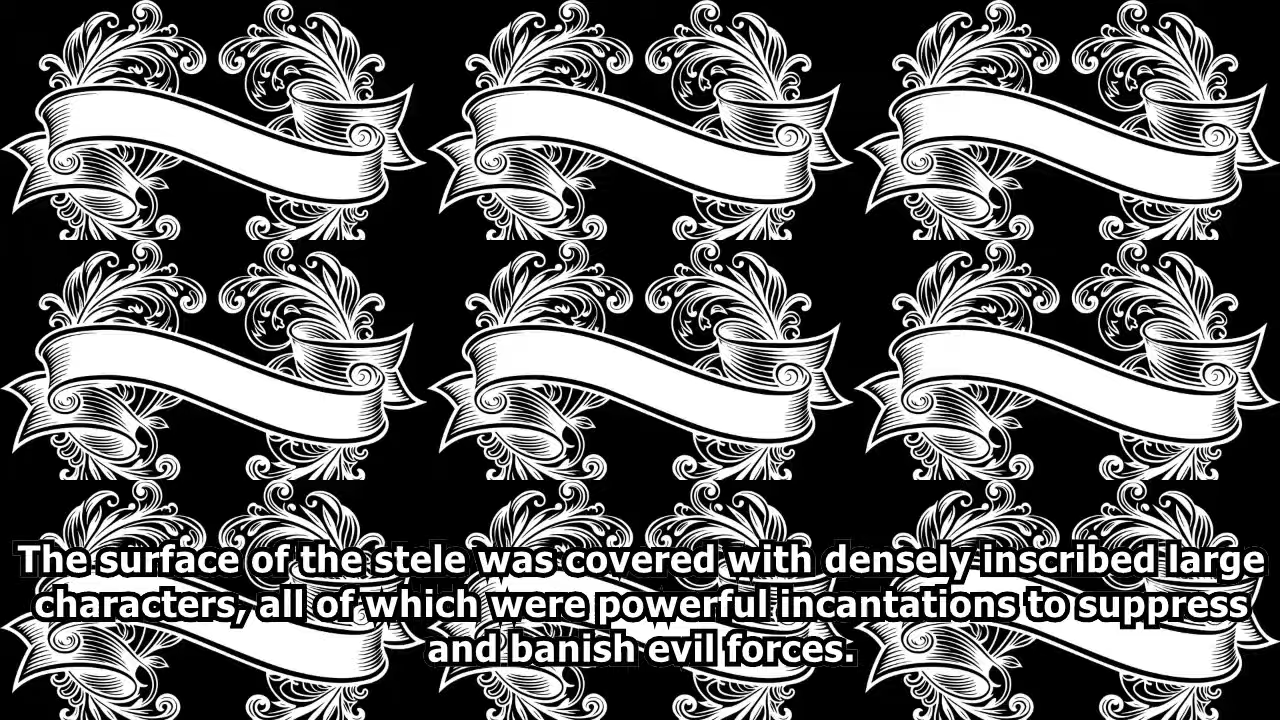 The surface of the stele was covered with densely inscribed large
characters, all of which were powerful incantations to suppress
and banish evil forces.